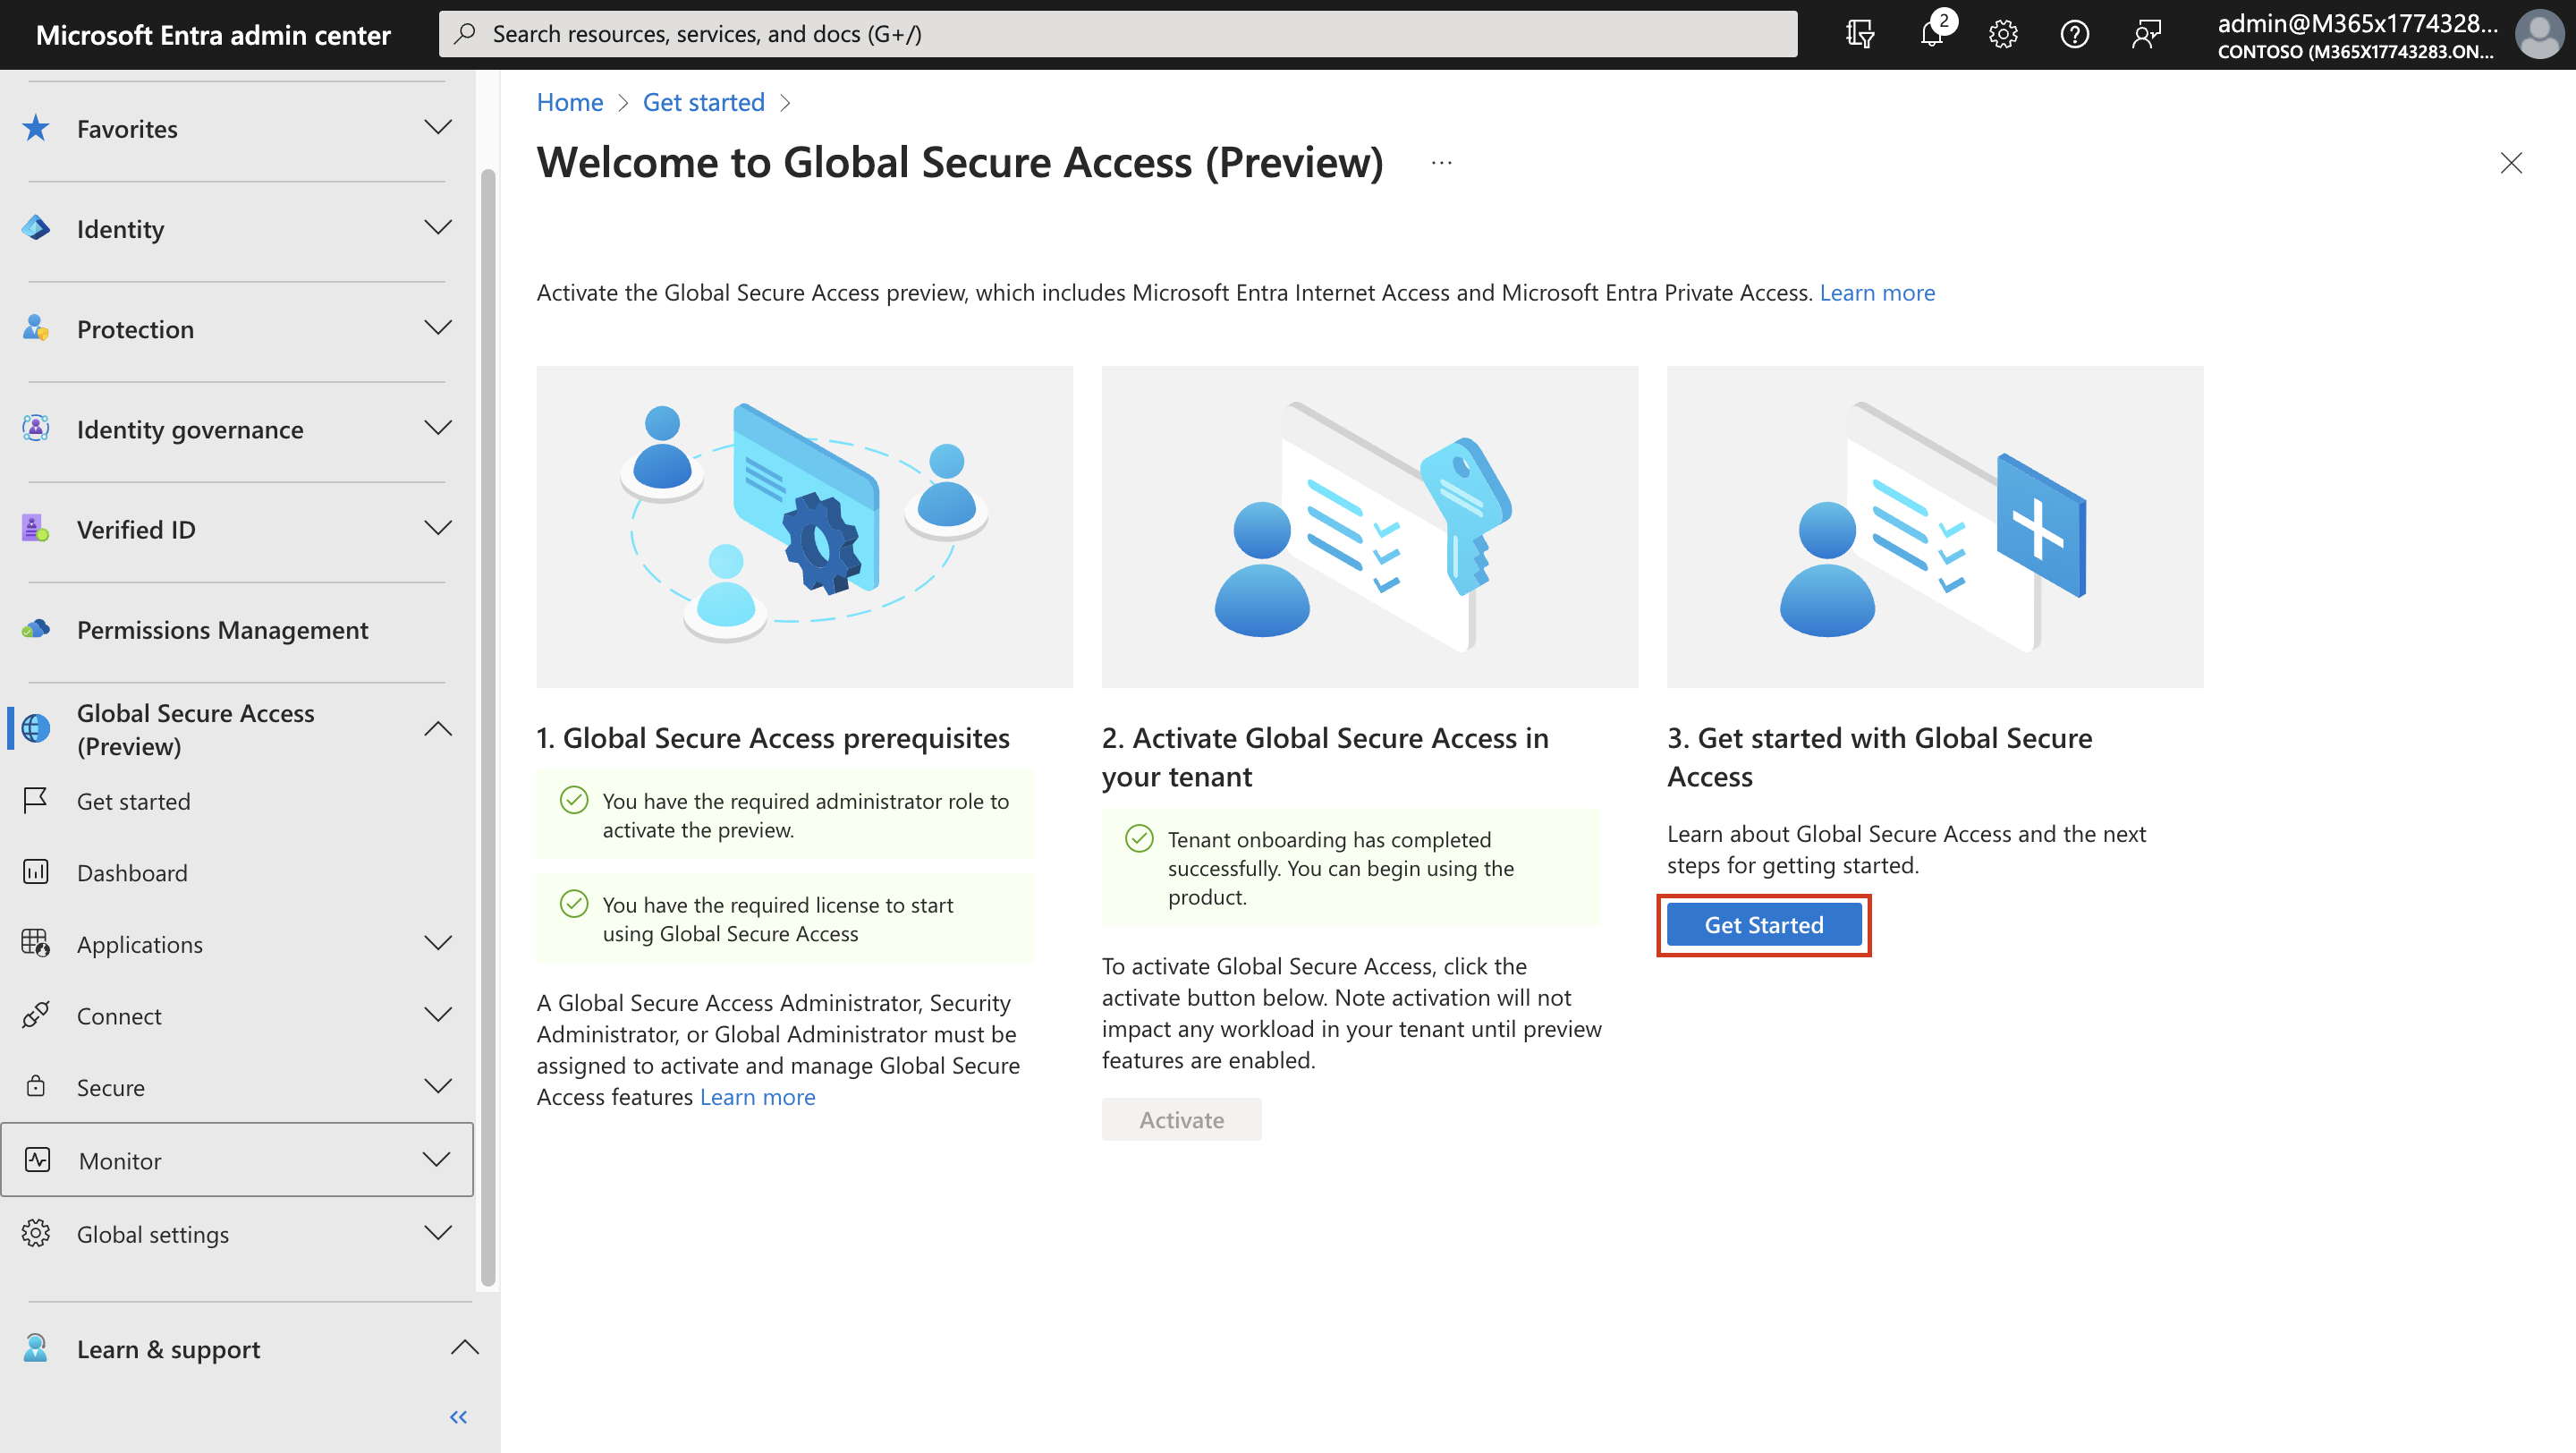 Microsoft Entra admin center
Search resources, services, and docs (G+/)
2
admin@M365x1774328...
CONTOSO (M365X17743283.ON...
Favorites
Identity
Protection
Identity governance
Verified ID
Permissions Management
Global Secure Access
(Preview)
Get started
Dashboard
Applications
Connect
Secure
Monitor
Global settings
Learn & support
Home
Get started
Welcome to Global Secure Access (Preview)
Activate the Global Secure Access preview, which includes Microsoft Entra Internet Access and Microsoft Entra Private Access. Learn more
1. Global Secure Access prerequisites
You have the required administrator role to
activate the preview.
You have the required license to start
using Global Secure Access
A Global Secure Access Administrator, Security
Administrator, or Global Administrator must be
assigned to activate and manage Global Secure
Access features Learn more
2. Activate Global Secure Access in
your tenant
Tenant onboarding has completed
successfully. You can begin using the
product.
To activate Global Secure Access, click the
activate button below. Note activation will not
impact any workload in your tenant until preview
features are enabled.
Activate
3. Get started with Global Secure
Access
Learn about Global Secure Access and the next
steps for getting started.
Get Started